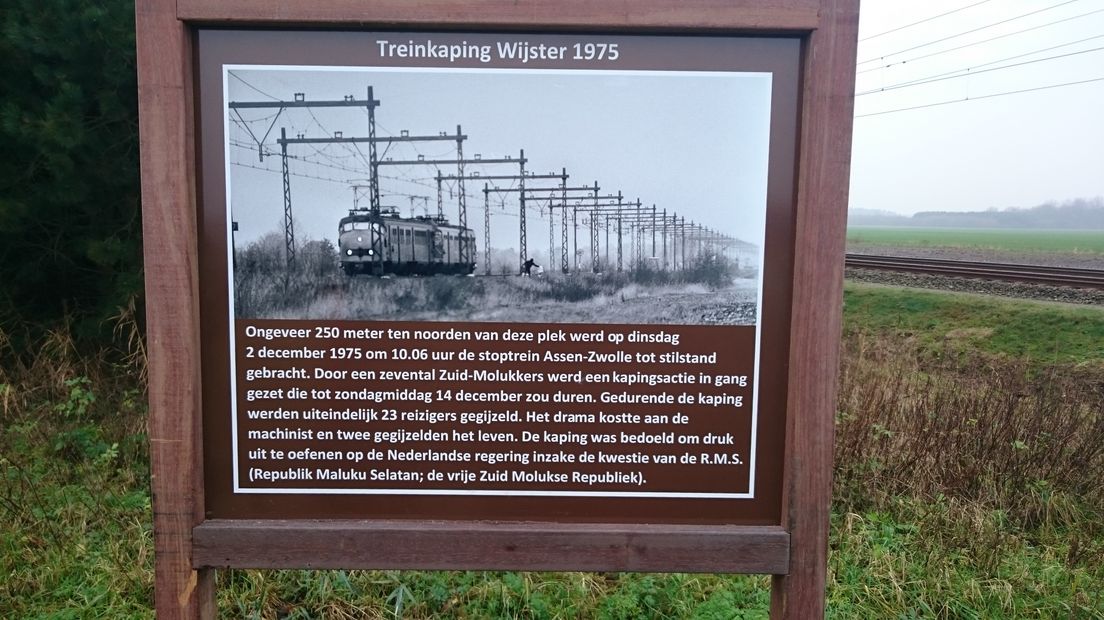 Treinkaping Wijster 1975
Ongeveer 250 meter ten noorden van deze plek werd op dinsdag
2 december 1975 om 10.06 uur de stoptrein Assen-Zwolle tot stilstand
gebracht. Door een zevental Zuid-Molukkers werd een kapingsactie in gang
gezet die tot zondagmiddag 14 december zou duren. Gedurende de kaping
werden uiteindelijk 23 reizigers gegijzeld. Het drama kostte aan de
machinist en twee gegijzelden het leven. De kaping was bedoeld om druk
uit te oefenen op de Nederlandse regering inzake de kwestie van de R.M.S.
(Republik Maluku Selatan; de vrije Zuid Molukse Republiek).